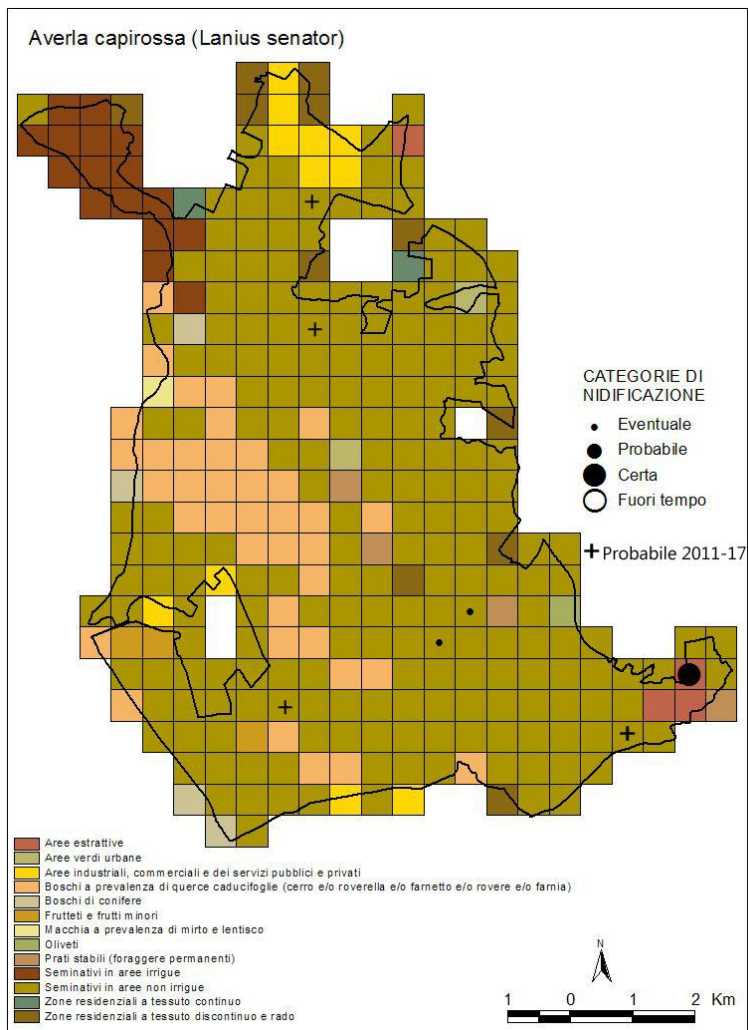 Averla capirossa (Lanius senator)
CATEGORIE DI
NIDIFICAZIONE
Eventuale
Probabile
Certa
Fuori tempo
+Probabile 2011-17
Aree estrattive
Aree verdi urbane
Aree industriali, commerciali e dei servizi pubblici e privati
Boschi a prevalenza di querce caducifoglie (cerro e/o roverella e/o farnetto e/o rovere e/o farnia)
Boschi di conifere
Frutteti e frutti minori
Macchia a prevalenza di mirto e lentisco
Oliveti
Prati stabili (foraggere permanenti)
Seminativi in aree irrigue
Seminativi in aree non irrigue
Zone residenziali a tessuto continuo
Zone residenziali a tessuto discontinuo e rado
N
1 0 1 2 Km